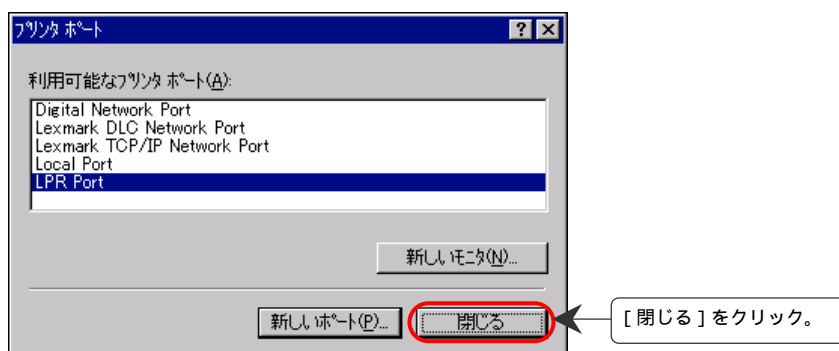 プリンタ ポート
利用可能なプリンタ ポート(A):
Digital Network Port
Lexmark DLC Network Port
Lexmark TCP/IP Network Port
Local Port
LPR Port
新しいモニタ(N)...
新しいポート(P)...
閉じる
[ 閉じる ] をクリック。